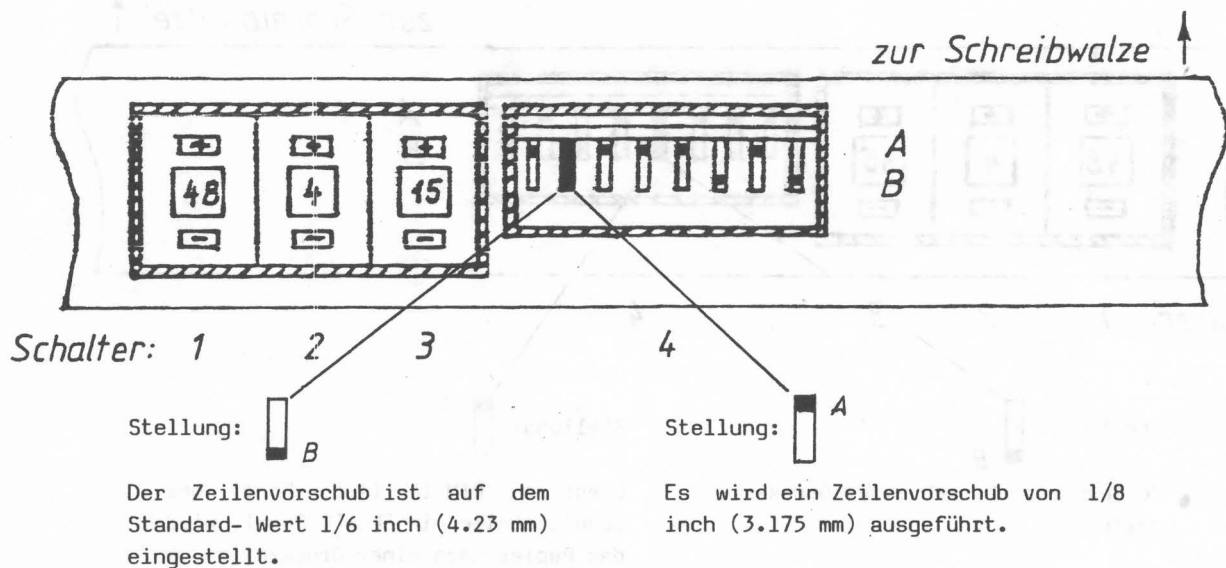 zur Schreibwalze
+ + +
48 4 15
- - -
A
B
Schalter: 1 2 3 4
Stellung: B
Stellung: A
Der Zeilenvorschub ist auf dem
Standard- Wert 1/6 inch (4.23 mm)
eingestellt.
Es wird ein Zeilenvorschub von 1/8
inch (3.175 mm) ausgeführt.